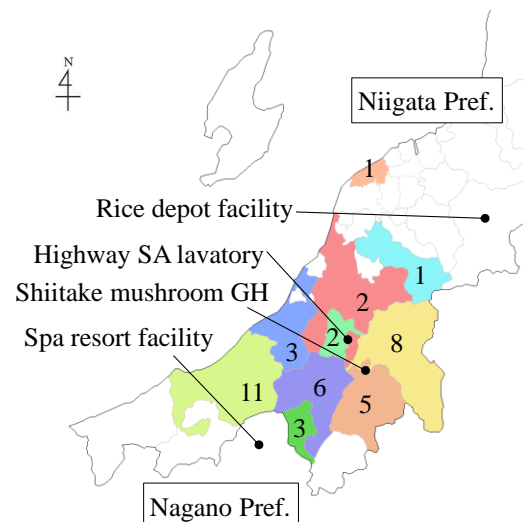 N
4
Niigata Pref.
1
Rice depot facility
Highway SA lavatory
1
Shiitake mushroom GH
2
Spa resort facility
2
8
3
11
6
5
3
Nagano Pref.